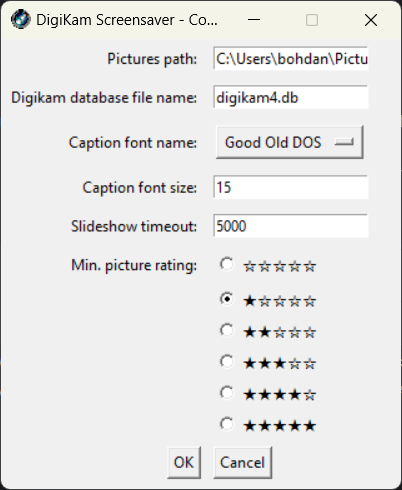 DigiKam Screensaver - Co...
Pictures path: C:\Users\bohdan\Pictu
Digikam database file name: digikam4.db
Caption font name: Good Old DOS
Caption font size: 15
Slideshow timeout: 5000
Min. picture rating: ☆☆☆☆☆
★☆☆☆☆
★★☆☆☆
★★★☆☆
★★★★☆
★★★★★
OK Cancel